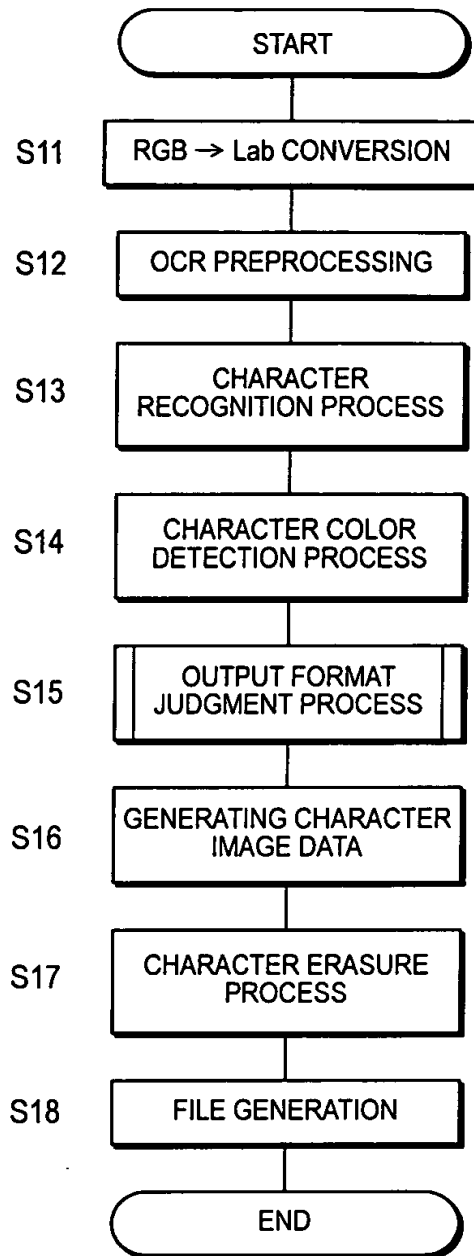 START
S11
RGB → Lab CONVERSION
S12
OCR PREPROCESSING
S13
CHARACTER
RECOGNITION PROCESS
S14
CHARACTER COLOR
DETECTION PROCESS
S15
OUTPUT FORMAT
JUDGMENT PROCESS
S16
GENERATING CHARACTER
IMAGE DATA
S17
CHARACTER ERASURE
PROCESS
S18
FILE GENERATION
END